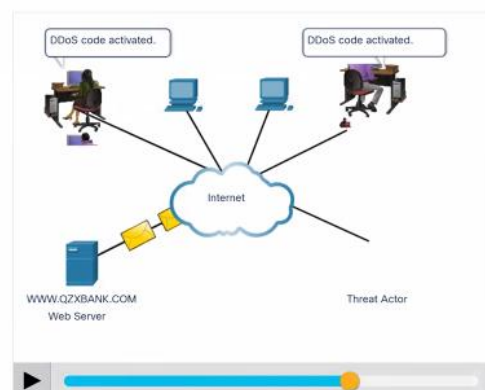 DDoS code activated.
DDoS code activated.
Internet
WWW.QZXBANK.COM
Web Server
Threat Actor